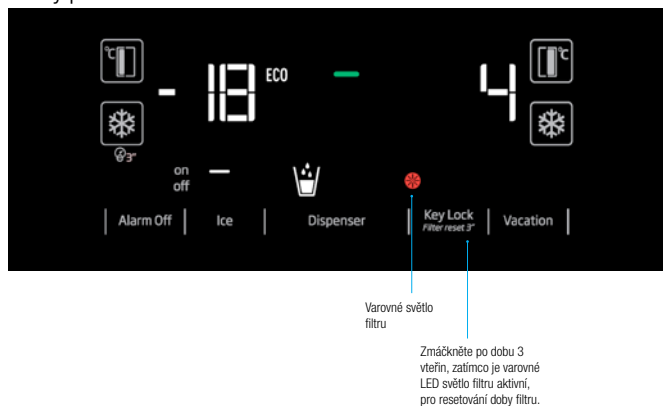 °C
°C
- 18
ECO
4
3"
on
off
Alarm Off
Ice
Dispenser
Key Lock
Filter reset 3"
Vacation
Varovné světlo
filtru
Zmáčkněte po dobu 3
vteřin, zatímco je varovné
LED světlo filtru aktivní,
pro resetování doby filtru.